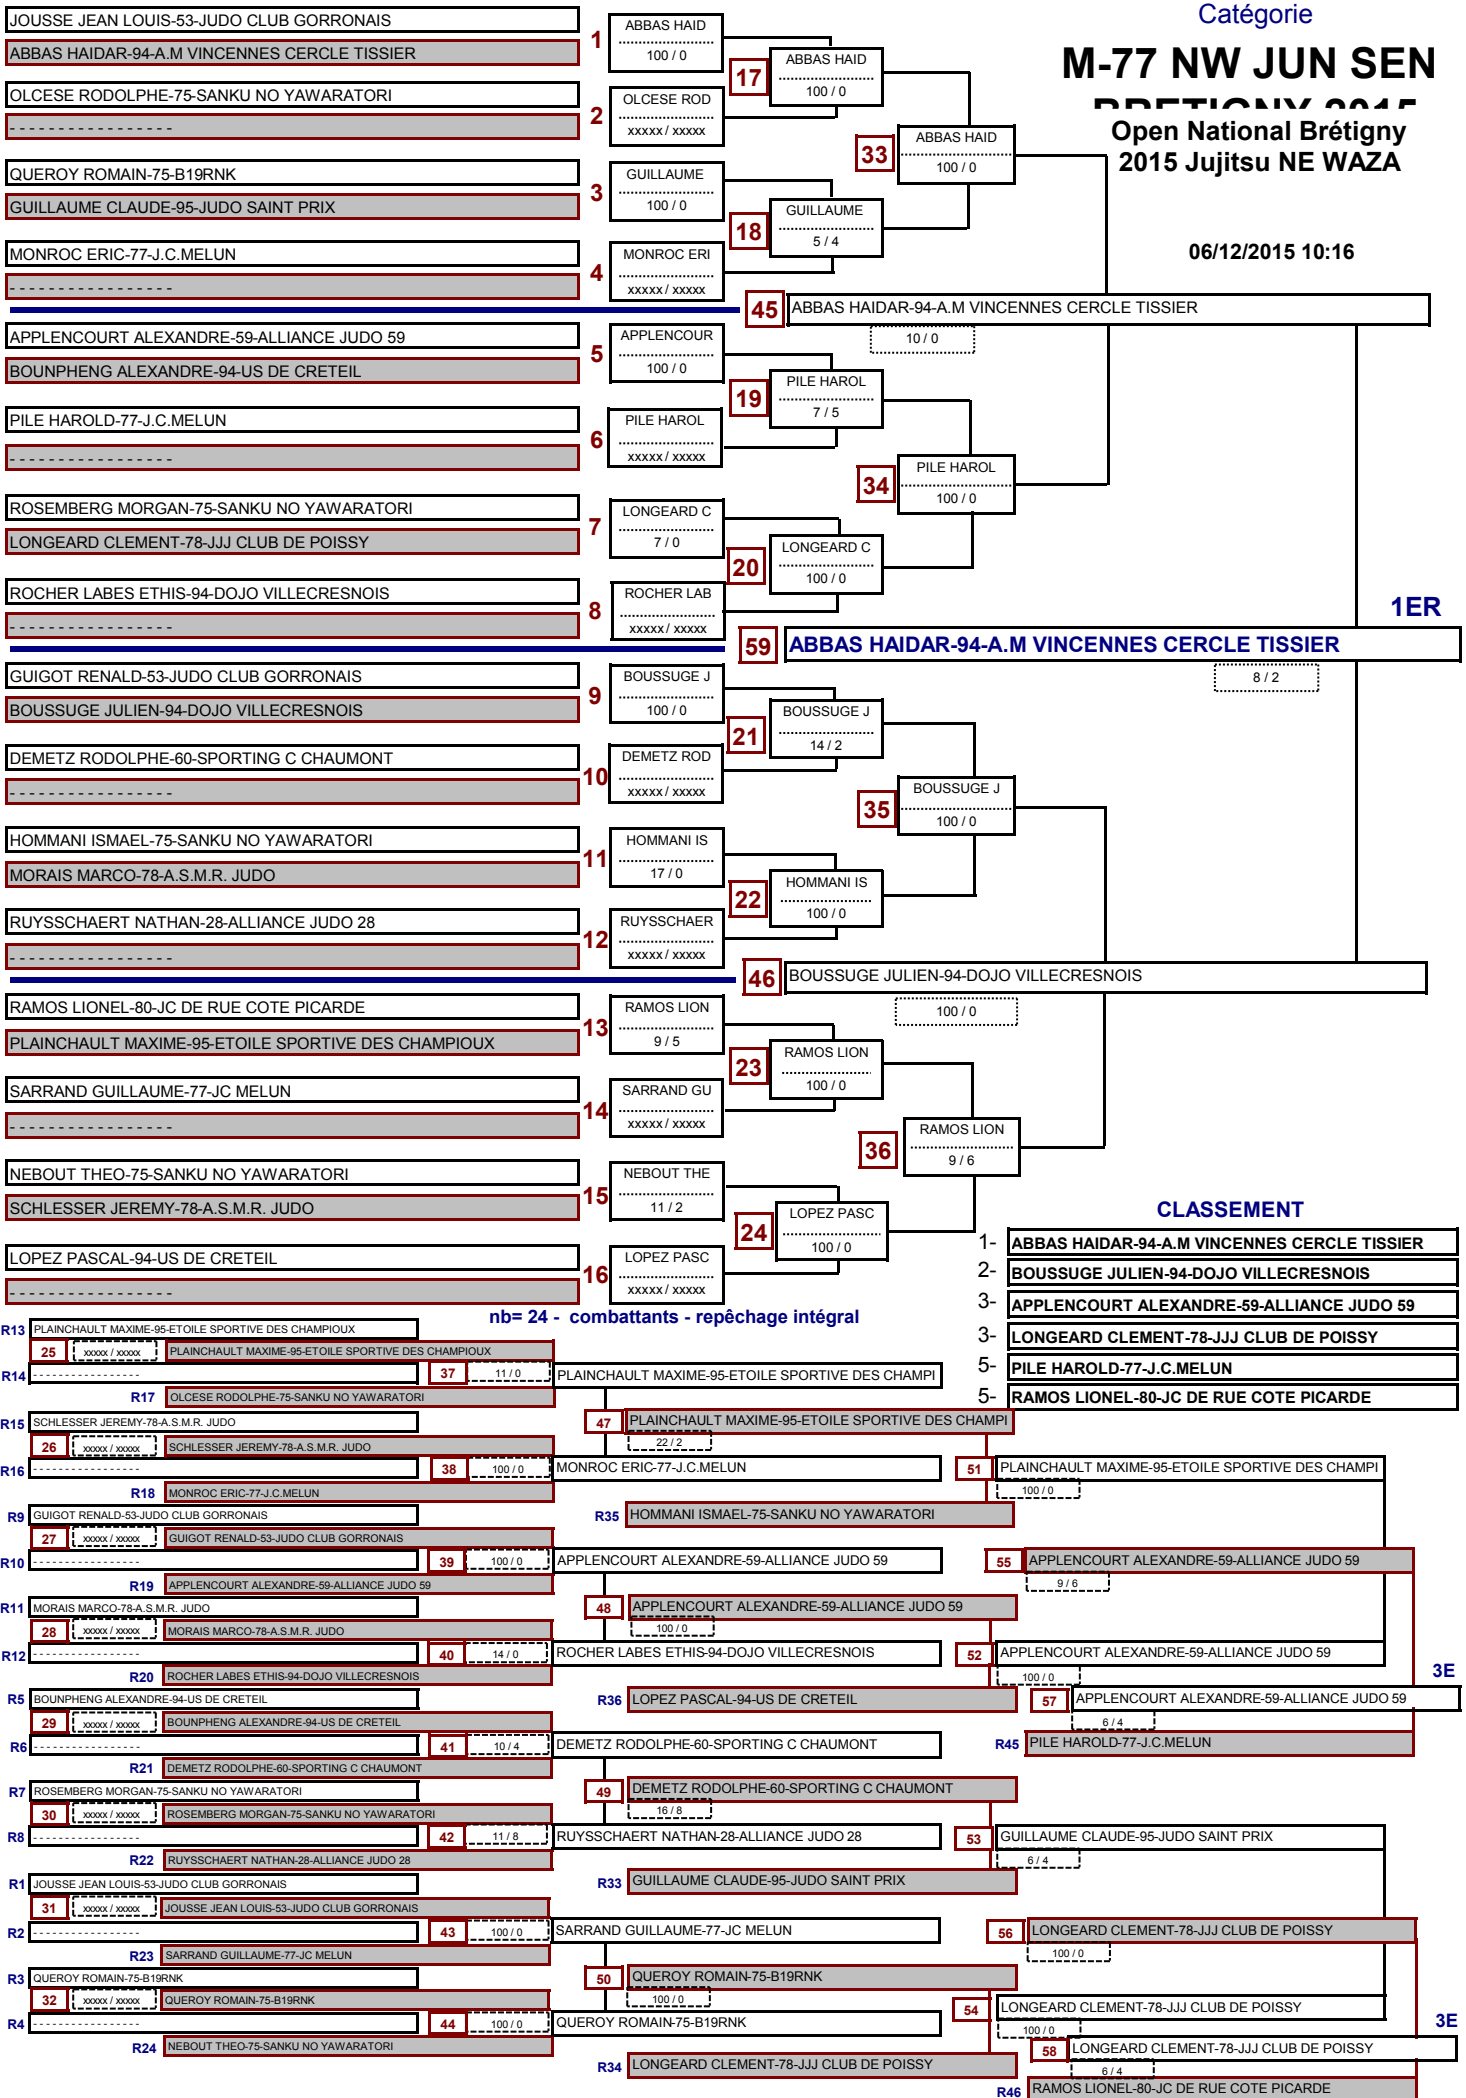 Catégorie
M-77 NW JUN SEN
BRETIGNY 2015
Open National Brétigny
2015 Jujitsu NE WAZA
06/12/2015 10:16
JOUSSE JEAN LOUIS-53-JUDO CLUB GORRONAIS
ABBAS HAIDAR-94-A.M VINCENNES CERCLE TISSIER
1
ABBAS HAID
100 / 0
OLCESE RODOLPHE-75-SANKU NO YAWARATORI
- - - - - - - - - - - - - - - - -
2
OLCESE ROD
xxxxx / xxxxx
17
ABBAS HAID
100 / 0
QUEROY ROMAIN-75-B19RNK
GUILLAUME CLAUDE-95-JUDO SAINT PRIX
3
GUILLAUME
100 / 0
MONROC ERIC-77-J.C.MELUN
- - - - - - - - - - - - - - - - -
4
MONROC ERI
xxxxx / xxxxx
18
GUILLAUME
5 / 4
33
ABBAS HAID
100 / 0
45
ABBAS HAIDAR-94-A.M VINCENNES CERCLE TISSIER
10 / 0
APPLENCOURT ALEXANDRE-59-ALLIANCE JUDO 59
BOUNPHENG ALEXANDRE-94-US DE CRETEIL
5
APPLENCOUR
100 / 0
PILE HAROLD-77-J.C.MELUN
- - - - - - - - - - - - - - - - -
6
PILE HAROL
xxxxx / xxxxx
19
PILE HAROL
7 / 5
34
PILE HAROL
100 / 0
ROSEMBERG MORGAN-75-SANKU NO YAWARATORI
LONGEARD CLEMENT-78-JJJ CLUB DE POISSY
7
LONGEARD C
7 / 0
ROCHER LABES ETHIS-94-DOJO VILLECRESNOIS
- - - - - - - - - - - - - - - - -
8
ROCHER LAB
xxxxx / xxxxx
20
LONGEARD C
100 / 0
1ER
59
ABBAS HAIDAR-94-A.M VINCENNES CERCLE TISSIER
8 / 2
GUIGOT RENALD-53-JUDO CLUB GORRONAIS
BOUSSUGE JULIEN-94-DOJO VILLECRESNOIS
9
BOUSSUGE J
100 / 0
DEMETZ RODOLPHE-60-SPORTING C CHAUMONT
- - - - - - - - - - - - - - - - -
10
DEMETZ ROD
xxxxx / xxxxx
21
BOUSSUGE J
14 / 2
35
BOUSSUGE J
100 / 0
HOMMANI ISMAEL-75-SANKU NO YAWARATORI
MORAIS MARCO-78-A.S.M.R. JUDO
11
HOMMANI IS
17 / 0
RUYSSCHAERT NATHAN-28-ALLIANCE JUDO 28
- - - - - - - - - - - - - - - - -
12
RUYSSCHAER
xxxxx / xxxxx
22
HOMMANI IS
100 / 0
46
BOUSSUGE JULIEN-94-DOJO VILLECRESNOIS
100 / 0
RAMOS LIONEL-80-JC DE RUE COTE PICARDE
PLAINCHAULT MAXIME-95-ETOILE SPORTIVE DES CHAMPIOUX
13
RAMOS LION
9 / 5
SARRAND GUILLAUME-77-JC MELUN
- - - - - - - - - - - - - - - - -
14
SARRAND GU
xxxxx / xxxxx
23
RAMOS LION
100 / 0
36
RAMOS LION
9 / 6
NEBOUT THEO-75-SANKU NO YAWARATORI
SCHLESSER JEREMY-78-A.S.M.R. JUDO
15
NEBOUT THE
11 / 2
LOPEZ PASCAL-94-US DE CRETEIL
- - - - - - - - - - - - - - - - -
16
LOPEZ PASC
xxxxx / xxxxx
24
LOPEZ PASC
100 / 0
CLASSEMENT
1- ABBAS HAIDAR-94-A.M VINCENNES CERCLE TISSIER
2- BOUSSUGE JULIEN-94-DOJO VILLECRESNOIS
3- APPLENCOURT ALEXANDRE-59-ALLIANCE JUDO 59
3- LONGEARD CLEMENT-78-JJJ CLUB DE POISSY
5- PILE HAROLD-77-J.C.MELUN
5- RAMOS LIONEL-80-JC DE RUE COTE PICARDE
nb= 24 - combattants - repêchage intégral
R13 PLAINCHAULT MAXIME-95-ETOILE SPORTIVE DES CHAMPIOUX
25 xxxxx / xxxxx PLAINCHAULT MAXIME-95-ETOILE SPORTIVE DES CHAMPIOUX
R14 - - - - - - - - - - - - - - - - -
37 11 / 0 PLAINCHAULT MAXIME-95-ETOILE SPORTIVE DES CHAMPI
R17 OLCESE RODOLPHE-75-SANKU NO YAWARATORI
R15 SCHLESSER JEREMY-78-A.S.M.R. JUDO
47 PLAINCHAULT MAXIME-95-ETOILE SPORTIVE DES CHAMPI
22 / 2
26 xxxxx / xxxxx SCHLESSER JEREMY-78-A.S.M.R. JUDO
R16 - - - - - - - - - - - - - - - - -
38 100 / 0 MONROC ERIC-77-J.C.MELUN
51 PLAINCHAULT MAXIME-95-ETOILE SPORTIVE DES CHAMPI
100 / 0
R18 MONROC ERIC-77-J.C.MELUN
R9 GUIGOT RENALD-53-JUDO CLUB GORRONAIS
R35 HOMMANI ISMAEL-75-SANKU NO YAWARATORI
27 xxxxx / xxxxx GUIGOT RENALD-53-JUDO CLUB GORRONAIS
R10 - - - - - - - - - - - - - - - - -
39 100 / 0 APPLENCOURT ALEXANDRE-59-ALLIANCE JUDO 59
55 APPLENCOURT ALEXANDRE-59-ALLIANCE JUDO 59
9 / 6
R19 APPLENCOURT ALEXANDRE-59-ALLIANCE JUDO 59
R11 MORAIS MARCO-78-A.S.M.R. JUDO
48 APPLENCOURT ALEXANDRE-59-ALLIANCE JUDO 59
100 / 0
28 xxxxx / xxxxx MORAIS MARCO-78-A.S.M.R. JUDO
R12 - - - - - - - - - - - - - - - - -
40 14 / 0 ROCHER LABES ETHIS-94-DOJO VILLECRESNOIS
52 APPLENCOURT ALEXANDRE-59-ALLIANCE JUDO 59
100 / 0
3E
R20 ROCHER LABES ETHIS-94-DOJO VILLECRESNOIS
R5 BOUNPHENG ALEXANDRE-94-US DE CRETEIL
R36 LOPEZ PASCAL-94-US DE CRETEIL
57 APPLENCOURT ALEXANDRE-59-ALLIANCE JUDO 59
6 / 4
29 xxxxx / xxxxx BOUNPHENG ALEXANDRE-94-US DE CRETEIL
R6 - - - - - - - - - - - - - - - - -
41 10 / 4 DEMETZ RODOLPHE-60-SPORTING C CHAUMONT
R45 PILE HAROLD-77-J.C.MELUN
R21 DEMETZ RODOLPHE-60-SPORTING C CHAUMONT
R7 ROSEMBERG MORGAN-75-SANKU NO YAWARATORI
49 DEMETZ RODOLPHE-60-SPORTING C CHAUMONT
16 / 8
30 xxxxx / xxxxx ROSEMBERG MORGAN-75-SANKU NO YAWARATORI
R8 - - - - - - - - - - - - - - - - -
42 11 / 8 RUYSSCHAERT NATHAN-28-ALLIANCE JUDO 28
53 GUILLAUME CLAUDE-95-JUDO SAINT PRIX
6 / 4
R22 RUYSSCHAERT NATHAN-28-ALLIANCE JUDO 28
R1 JOUSSE JEAN LOUIS-53-JUDO CLUB GORRONAIS
R33 GUILLAUME CLAUDE-95-JUDO SAINT PRIX
31 xxxxx / xxxxx JOUSSE JEAN LOUIS-53-JUDO CLUB GORRONAIS
R2 - - - - - - - - - - - - - - - - -
43 100 / 0 SARRAND GUILLAUME-77-JC MELUN
56 LONGEARD CLEMENT-78-JJJ CLUB DE POISSY
100 / 0
R23 SARRAND GUILLAUME-77-JC MELUN
R3 QUEROY ROMAIN-75-B19RNK
50 QUEROY ROMAIN-75-B19RNK
100 / 0
32 xxxxx / xxxxx QUEROY ROMAIN-75-B19RNK
R4 - - - - - - - - - - - - - - - - -
44 100 / 0 QUEROY ROMAIN-75-B19RNK
54 LONGEARD CLEMENT-78-JJJ CLUB DE POISSY
100 / 0
3E
R24 NEBOUT THEO-75-SANKU NO YAWARATORI
58 LONGEARD CLEMENT-78-JJJ CLUB DE POISSY
6 / 4
R34 LONGEARD CLEMENT-78-JJJ CLUB DE POISSY
R46 RAMOS LIONEL-80-JC DE RUE COTE PICARDE